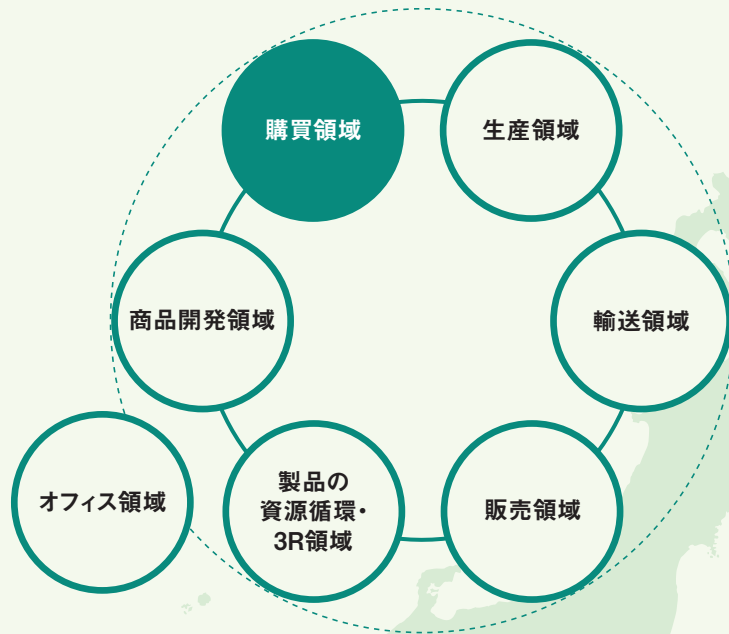 購買領域
生産領域
商品開発領域
輸送領域
オフィス領域
製品の
資源循環・
3R領域
販売領域